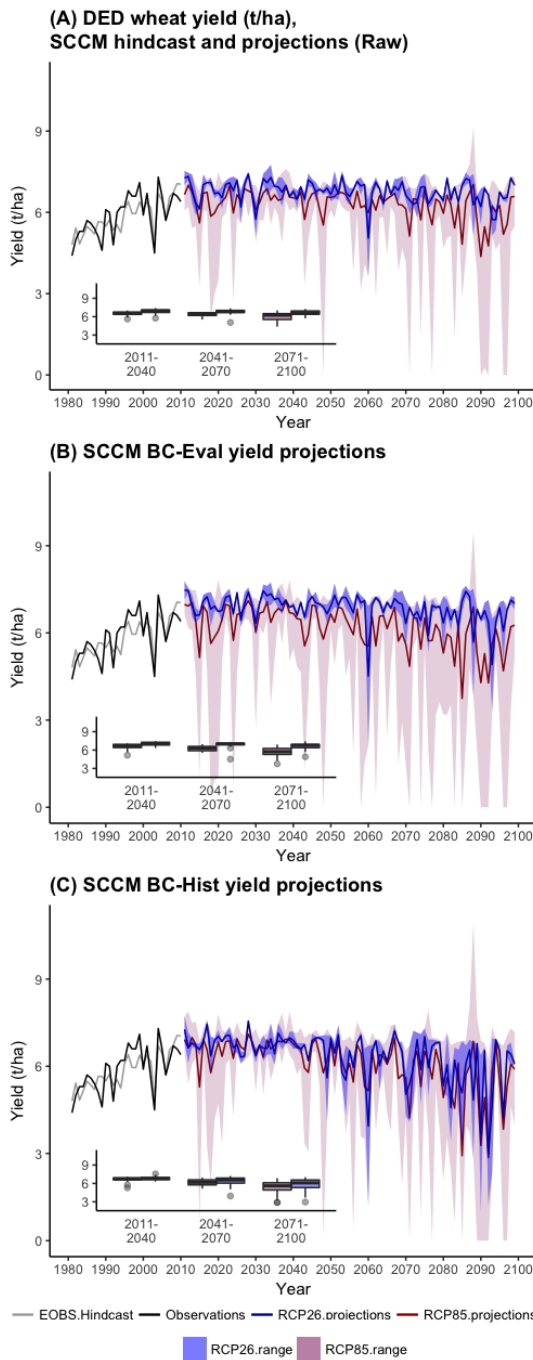 (A) DED wheat yield (t/ha),
SCCM hindcast and projections (Raw)
9
6
3
0
Yield (t/ha)
9
6
3
2011-
2040
2041-
2070
2071-
2100
1980 1990 2000 2010 2020 2030 2040 2050 2060 2070 2080 2090 2100
Year
(B) SCCM BC-Eval yield projections
9
6
3
0
Yield (t/ha)
9
6
3
2011-
2040
2041-
2070
2071-
2100
1980 1990 2000 2010 2020 2030 2040 2050 2060 2070 2080 2090 2100
Year
(C) SCCM BC-Hist yield projections
9
6
3
0
Yield (t/ha)
9
6
3
2011-
2040
2041-
2070
2071-
2100
1980 1990 2000 2010 2020 2030 2040 2050 2060 2070 2080 2090 2100
Year
EOBS.Hindcast Observations RCP26.projections RCP85.projections
RCP26.range RCP85.range